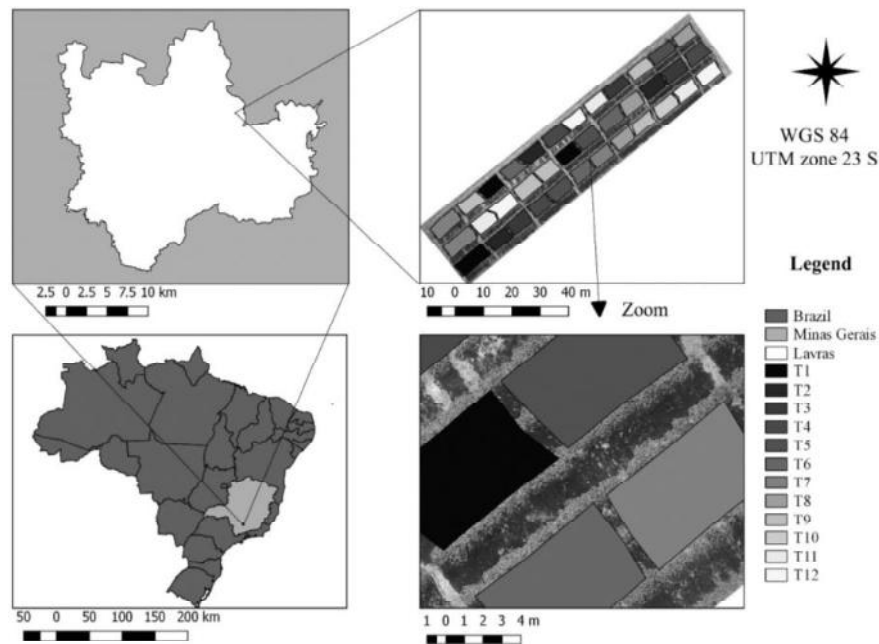 WGS 84
UTM zone 23 S
2.5 0 2.5 5 7.5 10 km
10 0 10 20 30 40 m
Zoom
Legend
Brazil
Minas Gerais
Lavras
T1
T2
T3
T4
T5
T6
T7
T8
T9
T10
T11
T12
50 0 50 100 150 200 km
1 0 1 2 3 4 m